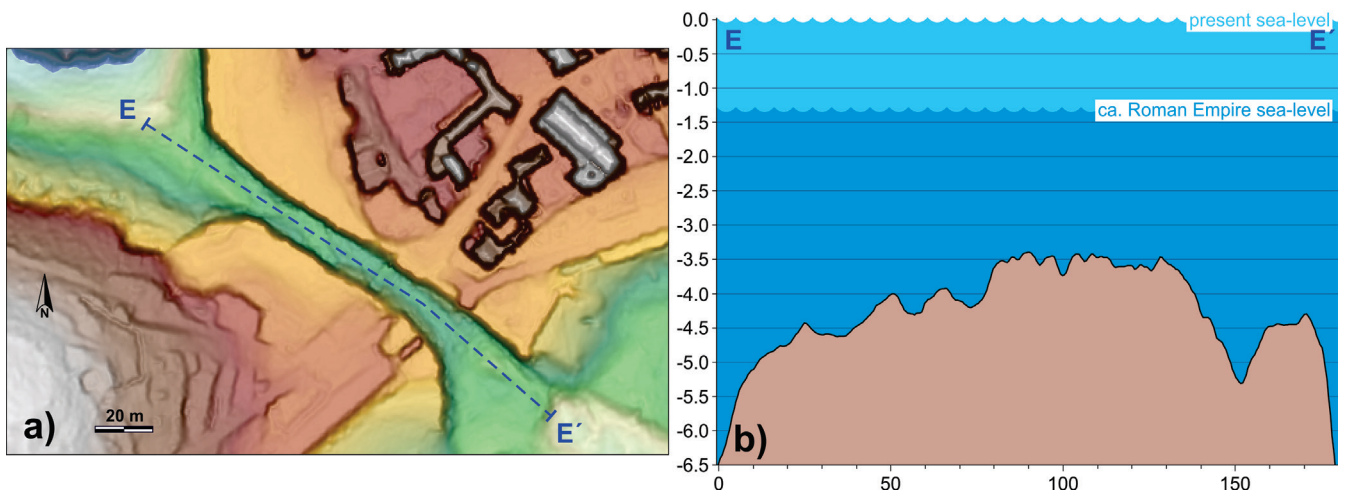 E
E´
N
20 m
a)
0.0
-0.5
-1.0
-1.5
-2.0
-2.5
-3.0
-3.5
-4.0
-4.5
-5.0
-5.5
-6.0
-6.5
present sea-level
E
E´
ca. Roman Empire sea-level
b)
0
50
100
150